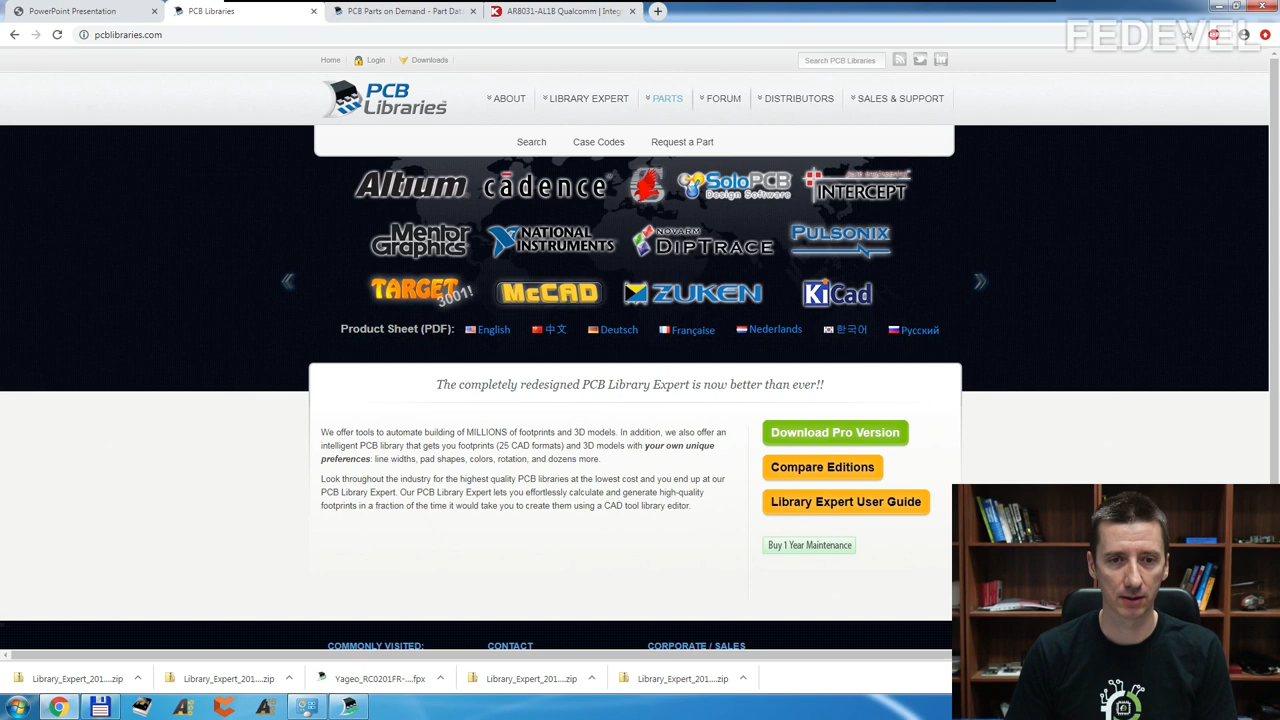 PowerPoint Presentation
PCB Libraries
PCB Parts on Demand - Part Dat
AR8031-AL1B Qualcomm | Integ
pcblibraries.com
FEDEVEL
Home
Login
Downloads
Search PCB Libraries
PCB Libraries
ABOUT
LIBRARY EXPERT
PARTS
FORUM
DISTRIBUTORS
SALES & SUPPORT
Search
Case Codes
Request a Part
Altium
cādence
SoloPCB Design Software
INTERCEPT
Mentor Graphics
NATIONAL INSTRUMENTS
NOVARM DIPTRACE
PULSONIX
TARGET 3001!
McCAD
ZUKEN
KiCad
Product Sheet (PDF): English 中文 Deutsch Française Nederlands 한국어 Русский
The completely redesigned PCB Library Expert is now better than ever!!
We offer tools to automate building of MILLIONS of footprints and 3D models. In addition, we also offer an
intelligent PCB library that gets you footprints (25 CAD formats) and 3D models with your own unique
preferences: line widths, pad shapes, colors, rotation, and dozens more.
Look throughout the industry for the highest quality PCB libraries at the lowest cost and you end up at our
PCB Library Expert. Our PCB Library Expert lets you effortlessly calculate and generate high-quality
footprints in a fraction of the time it would take you to create them using a CAD tool library editor.
Download Pro Version
Compare Editions
Library Expert User Guide
Buy 1 Year Maintenance
COMMONLY VISITED:
CONTACT
CORPORATE / SALES
Library_Expert_201....zip
Library_Expert_201....zip
Yageo_RC0201FR-....fpx
Library_Expert_201....zip
Library_Expert_201....zip